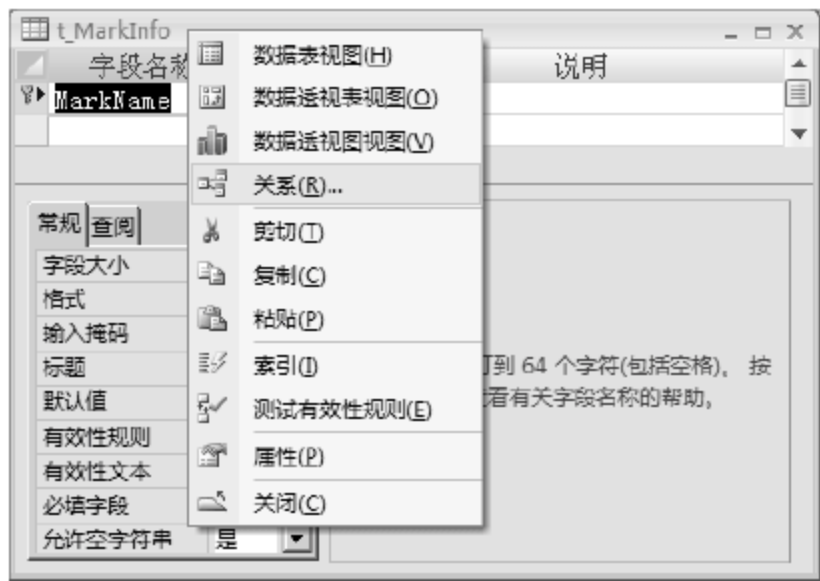 t_MarkInfo
字段名称 说明
MarkName
数据表视图(H)
数据透视表视图(O)
数据透视图视图(V)
关系(R)...
剪切(T)
复制(C)
粘贴(P)
索引(I)
测试有效性规则(E)
属性(P)
关闭(C)
常规 查阅
字段大小
格式
输入掩码
标题
默认值
有效性规则
有效性文本
必填字段
允许空字符串 是
到 64 个字符(包括空格)。 按
看有关字段名称的帮助。